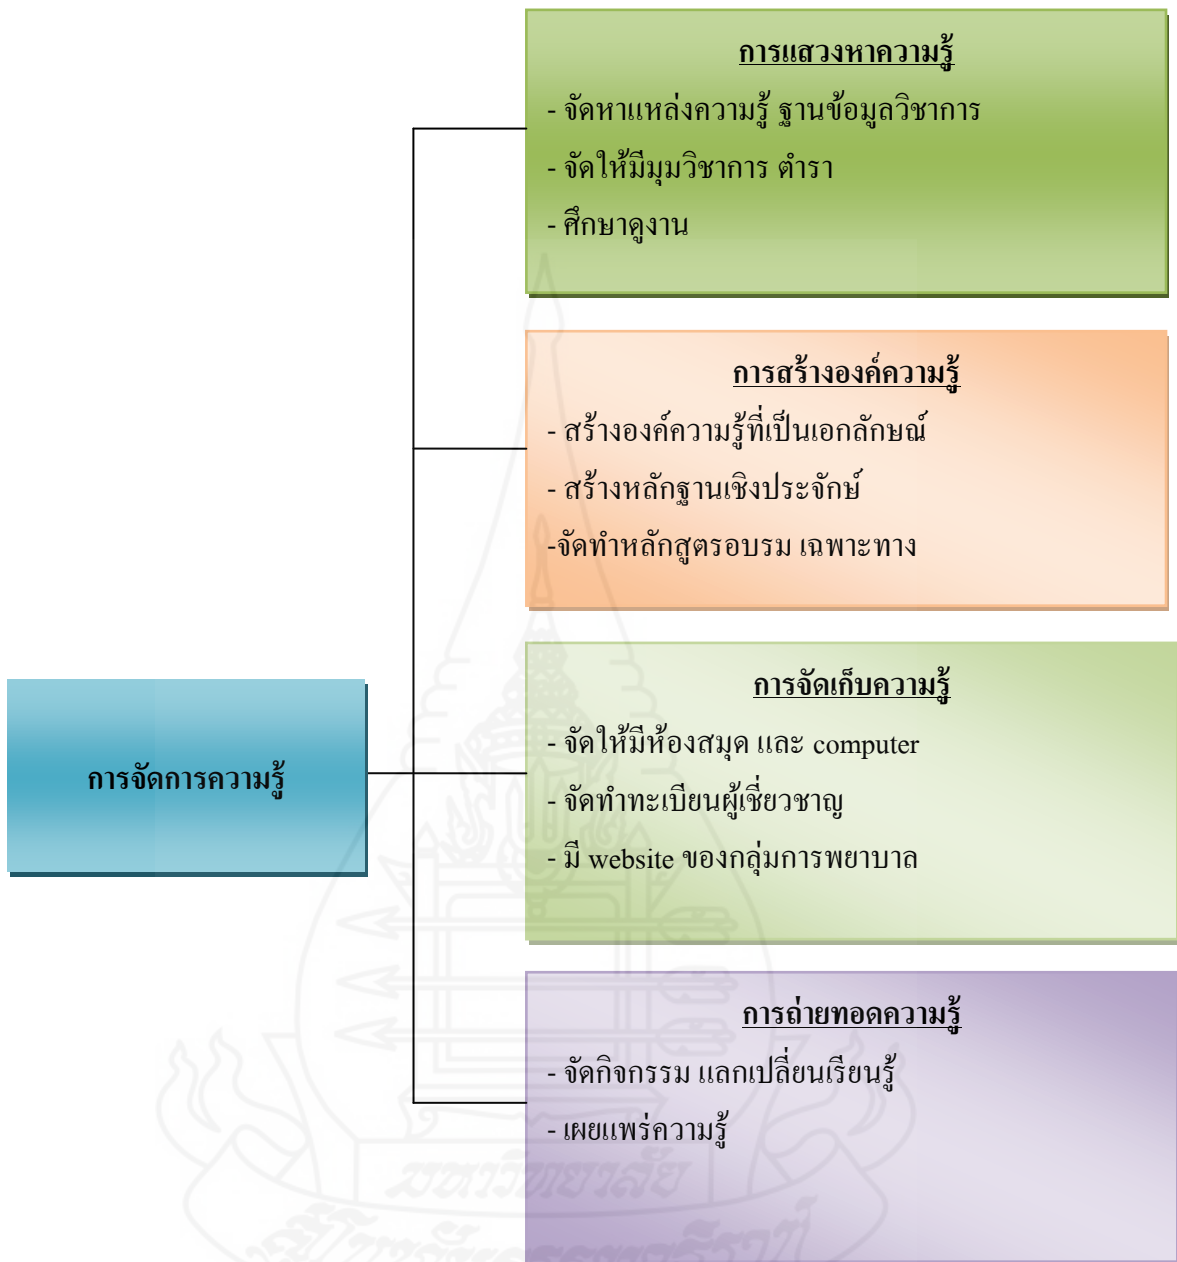 การแสวงหาความรู้
- จัดหาแหล่งความรู้ ฐานข้อมูลวิชาการ
- จัดให้มีมุมวิชาการ ตำรา
- ศึกษาดูงาน
การสร้างองค์ความรู้
- สร้างองค์ความรู้ที่เป็นเอกลักษณ์
- สร้างหลักฐานเชิงประจักษ์
-จัดทำหลักสูตรอบรม เฉพาะทาง
การจัดการความรู้
การจัดเก็บความรู้
- จัดให้มีห้องสมุด และ computer
- จัดทำทะเบียนผู้เชี่ยวชาญ
- มี website ของกลุ่มการพยาบาล
การถ่ายทอดความรู้
- จัดกิจกรรม แลกเปลี่ยนเรียนรู้
- เผยแพร่ความรู้
มหาวิทยาลัย